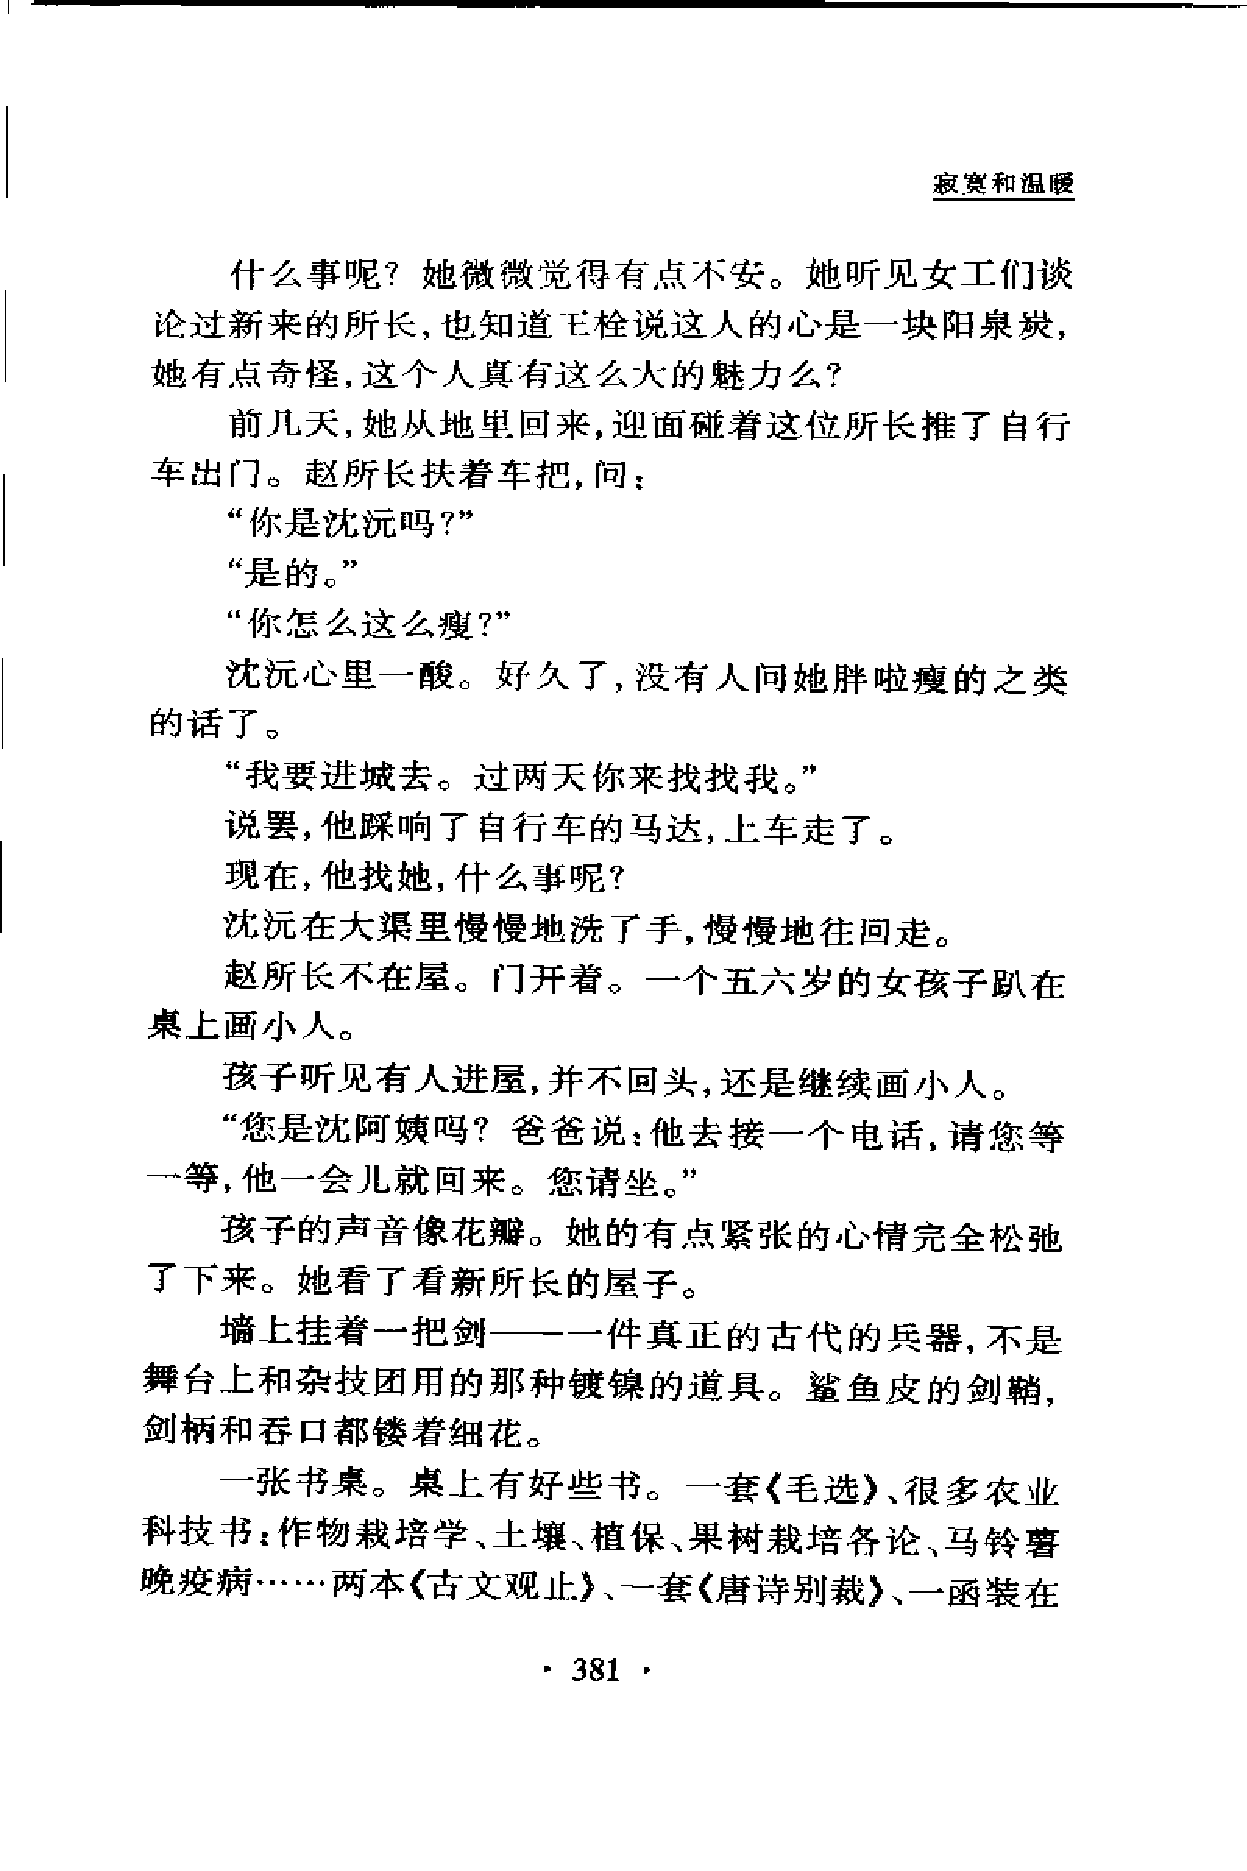 寂寞和温暖
什么事呢？她微微觉得有点不安。她听见女工们谈
论过新来的所长，也知道王栓说这人的心是一块阳泉炭，
她有点奇怪，这个人真有这么大的魅力么？
前几天，她从地里回来，迎面碰着这位所长推了自行
车出门。赵所长扶着车把，问：
“你是沈沅吗？”
“是的。”
“你怎么这么瘦？”
沈沅心里一酸。好久了，没有人问她胖啦瘦的之类
的话了。
“我要进城去。过两天你来找找我。”
说罢，他踩响了自行车的马达，上车走了。
现在，他找她，什么事呢？
沈沅在大渠里慢慢地洗了手，慢慢地往回走。
赵所长不在屋。门开着。一个五六岁的女孩子趴在
桌上画小人。
孩子听见有人进屋，并不回头，还是继续画小人。
“您是沈阿姨吗？爸爸说：他去接一个电话，请您等
一等，他一会儿就回来。您请坐。”
孩子的声音像花瓣。她的有点紧张的心情完全松弛
了下来。她看了看新所长的屋子。
墙上挂着一把剑——一件真正的古代的兵器，不是
舞台上和杂技团用的那种镀镍的道具。鲨鱼皮的剑鞘，
剑柄和吞口都镂着细花。
一张书桌。桌上有好些书。一套《毛选》、很多农业
科技书：作物栽培学、土壤、植保、果树栽培各论、马铃薯
晚疫病……两本《古文观止》、一套《唐诗别裁》、一函装在
· 381 ·